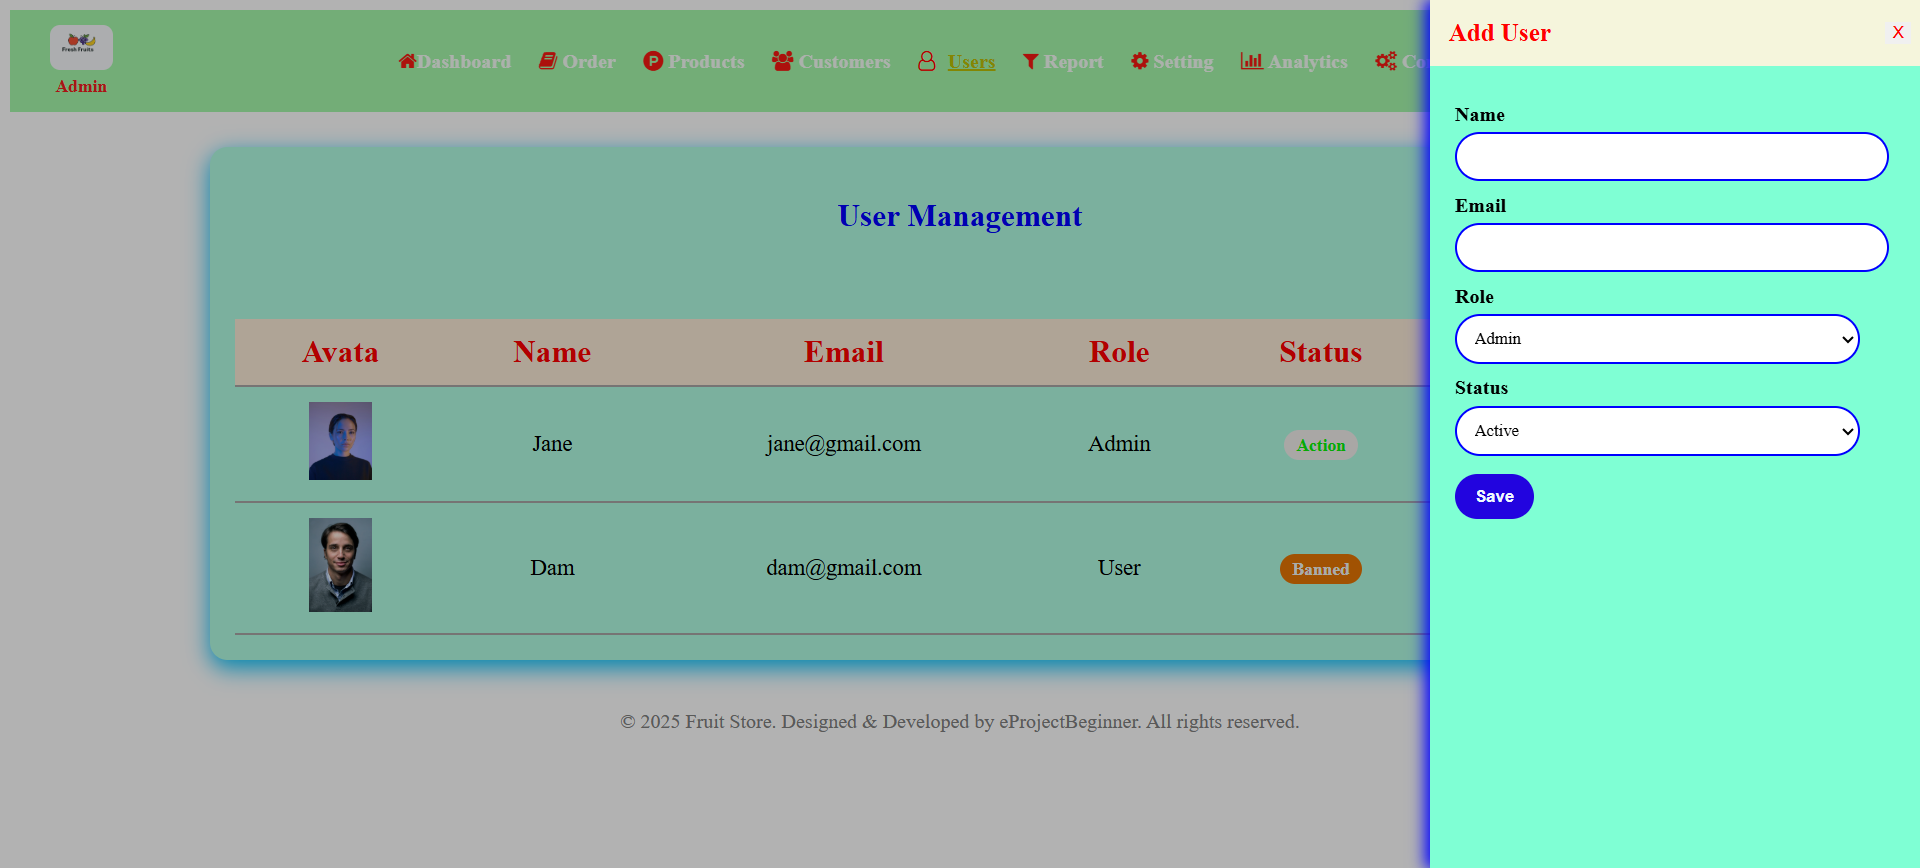 Fresh Fruits
Admin
Dashboard Order P Products Customers Users Report Setting Analytics Co
User Management
Avata Name Email Role Status
Jane jane@gmail.com Admin Action
Dam dam@gmail.com User Banned
© 2025 Fruit Store. Designed & Developed by eProjectBeginner. All rights reserved.
Add User X
Name
Email
Role
Admin
Status
Active
Save